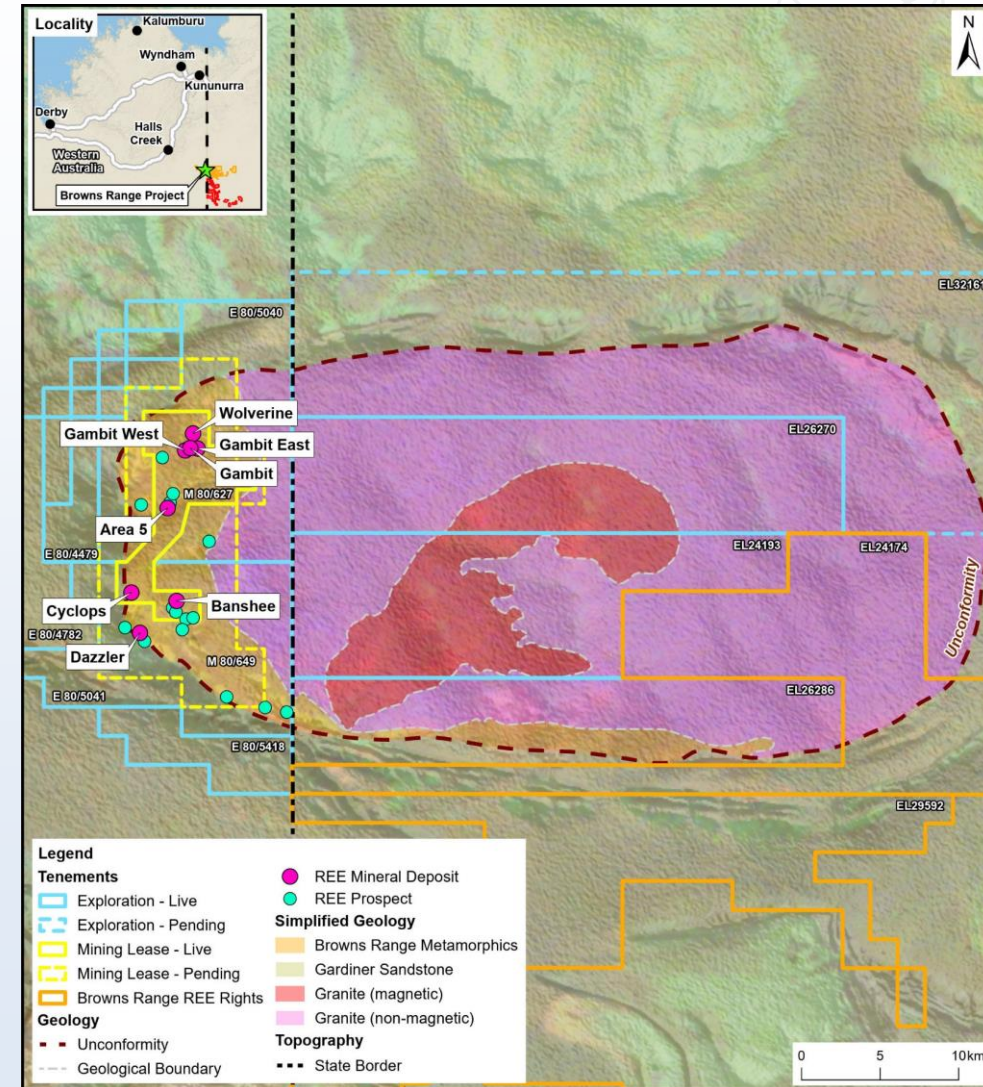 Locality
Kalumburu
Wyndham
Kununurra
Derby
Halls
Creek
Western
Australia
Browns Range Project
N
EL32161
E 80/5040
Wolverine
Gambit West
Gambit East
EL26270
Gambit
M 80/627
Area 5
E 80/4479
EL24193
EL24174
Cyclops
Banshee
E 80/4782
Dazzler
M 80/649
Unconformity
E 80/5041
EL26286
E 80/5418
EL29592
Legend
Tenements
Exploration - Live
Exploration - Pending
Mining Lease - Live
Mining Lease - Pending
Browns Range REE Rights
Geology
Unconformity
Geological Boundary
REE Mineral Deposit
REE Prospect
Simplified Geology
Browns Range Metamorphics
Gardiner Sandstone
Granite (magnetic)
Granite (non-magnetic)
Topography
State Border
0 5 10km